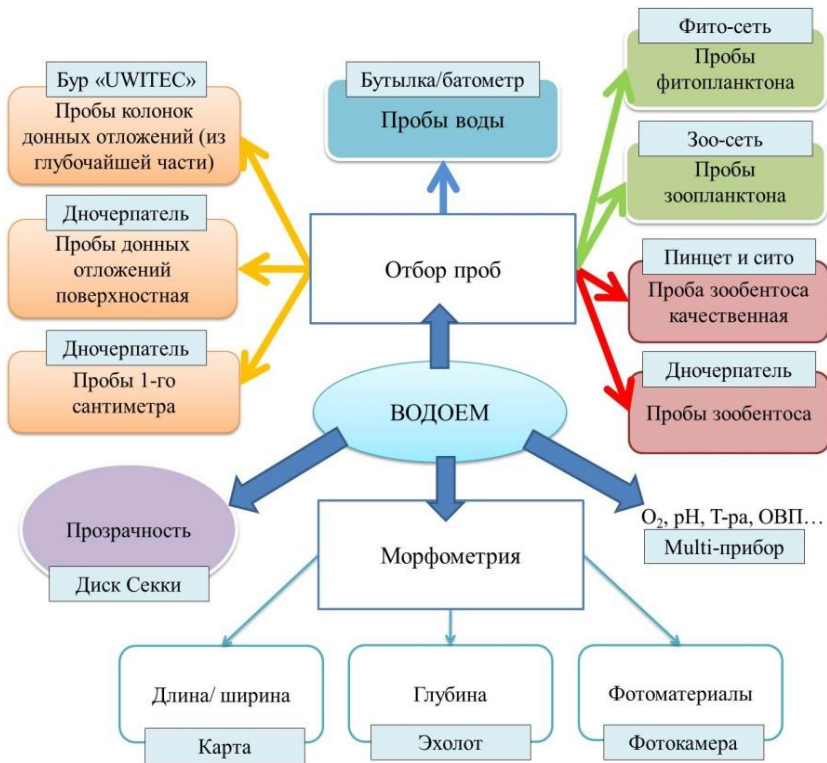 Бур «UWITEC»
Пробы колонок
донных отложений (из
глубочайшей части)
Дночерпатель
Пробы донных
отложений
поверхностная
Дночерпатель
Пробы 1-го
сантиметра
Бутылка/батометр
Пробы воды
Отбор проб
Фито-сеть
Пробы
фитопланктона
Зоо-сеть
Пробы
зоопланктона
Пинцет и сито
Проба зообентоса
качественная
Дночерпатель
Пробы зообентоса
ВОДОЕМ
Прозрачность
Диск Секки
Морфометрия
O₂, pH, Т-ра, ОВП…
Multi-прибор
Длина/ ширина
Карта
Глубина
Эхолот
Фотоматериалы
Фотокамера